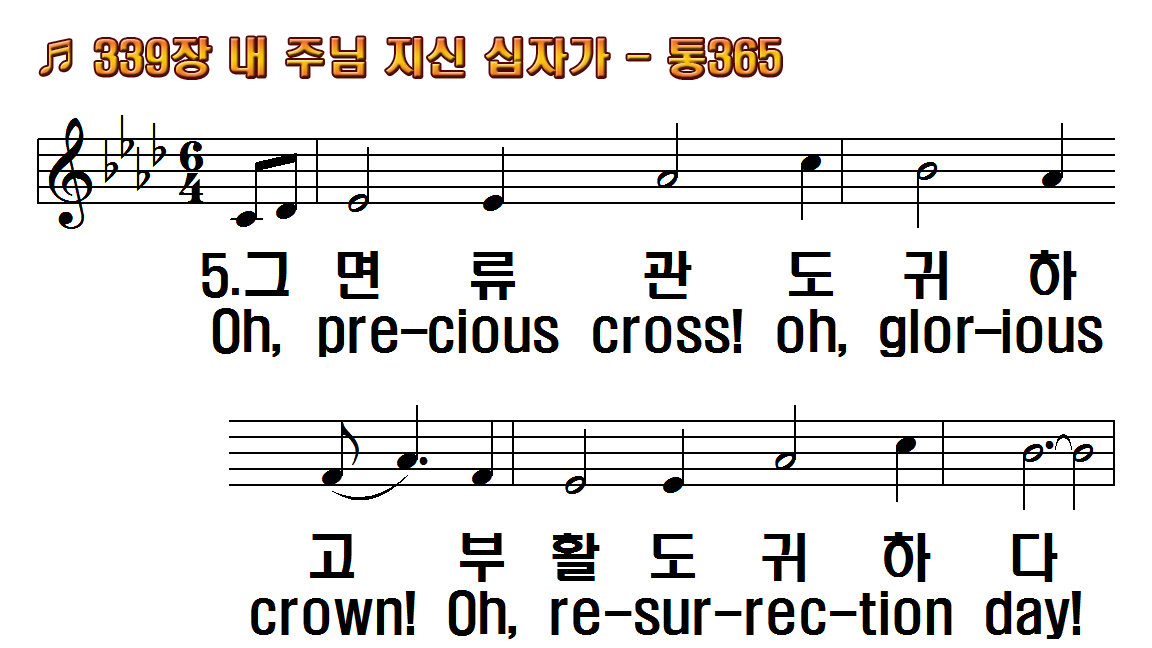 339장 내 주님 지신 십자가 - 통365
6
4
5.그 면 류 관 도 귀 하
Oh, pre-cious cross! oh, glor-ious
고 부 활 도 귀 하 다
crown! Oh, re-sur-rec-tion day!